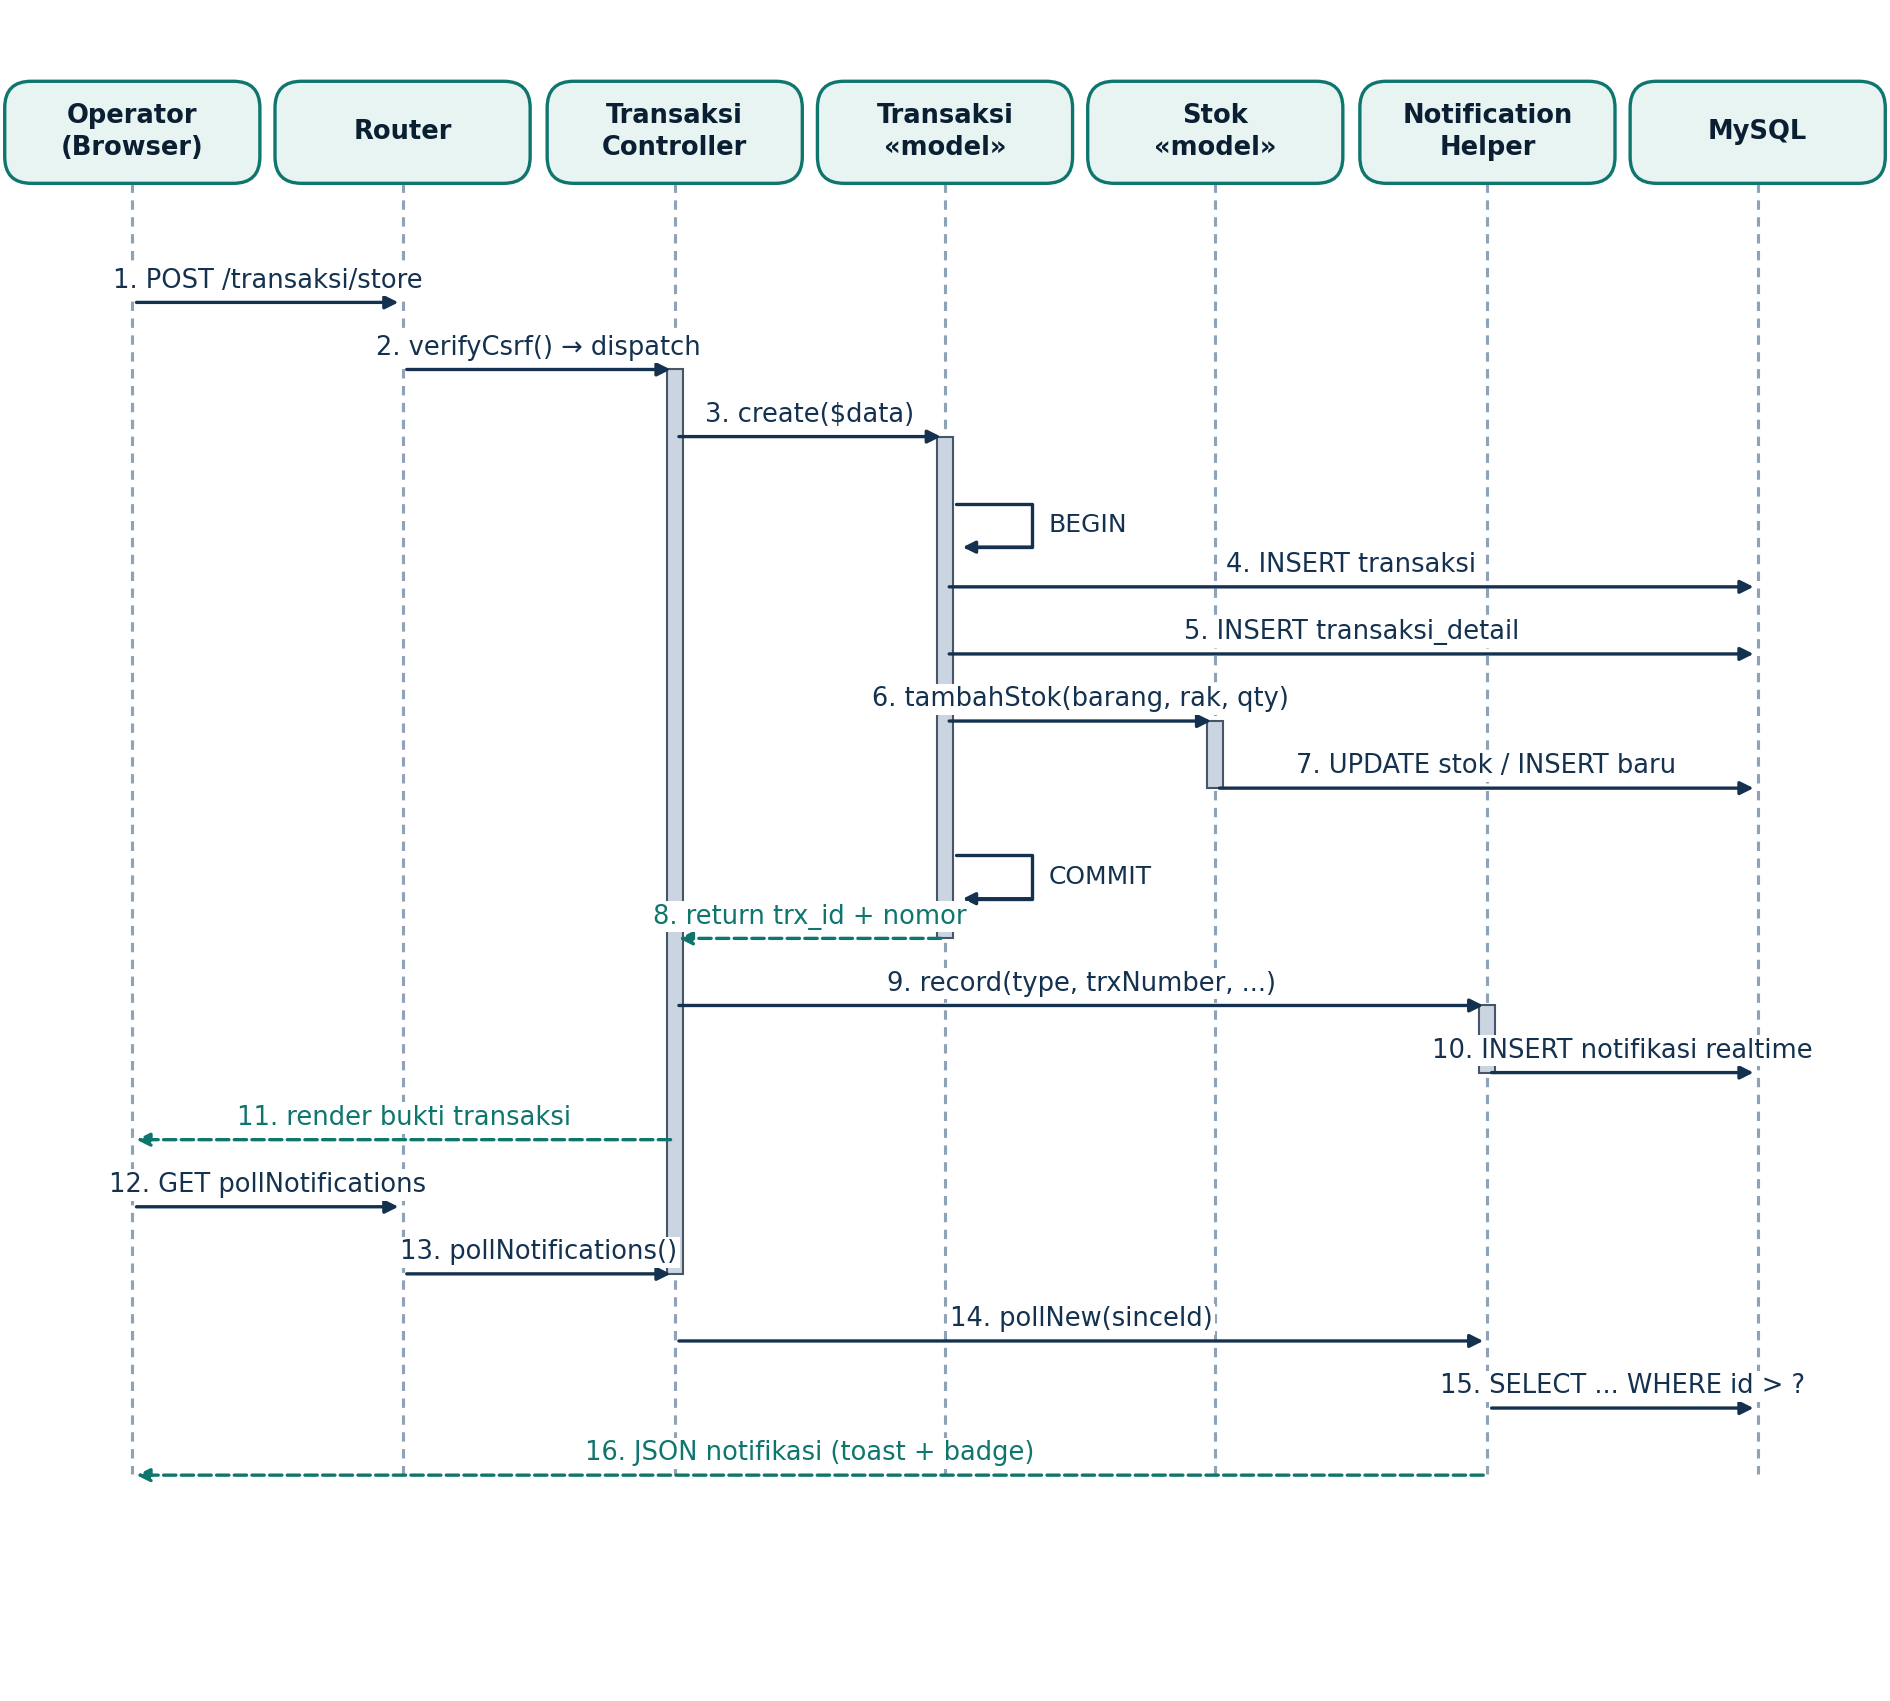 Operator
(Browser)
Router
Transaksi
Controller
Transaksi
«model»
Stok
«model»
Notification
Helper
MySQL
1. POST /transaksi/store
2. verifyCsrf() → dispatch
3. create($data)
BEGIN
4. INSERT transaksi
5. INSERT transaksi_detail
6. tambahStok(barang, rak, qty)
7. UPDATE stok / INSERT baru
COMMIT
8. return trx_id + nomor
9. record(type, trxNumber, ...)
10. INSERT notifikasi realtime
11. render bukti transaksi
12. GET pollNotifications
13. pollNotifications()
14. pollNew(sinceId)
15. SELECT ... WHERE id > ?
16. JSON notifikasi (toast + badge)